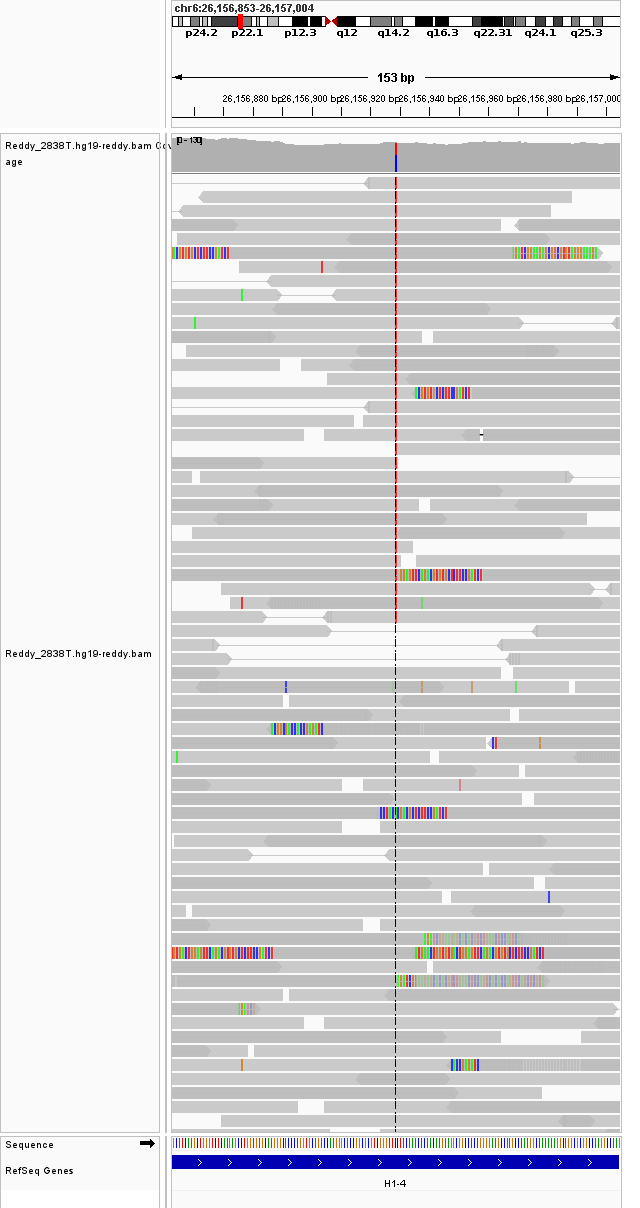 chr6:26,156,853-26,157,004
p24.2 p22.1 p12.3 q12 q14.2 q16.3 q22.31 q24.1 q25.3
153 bp
26,156,880 bp 26,156,900 bp 26,156,920 bp 26,156,940 bp 26,156,960 bp 26,156,980 bp 26,157,000
[0 - 130]
Reddy_2838T.hg19-reddy.bam Cov
age
Reddy_2838T.hg19-reddy.bam
Sequence
RefSeq Genes
H1-4